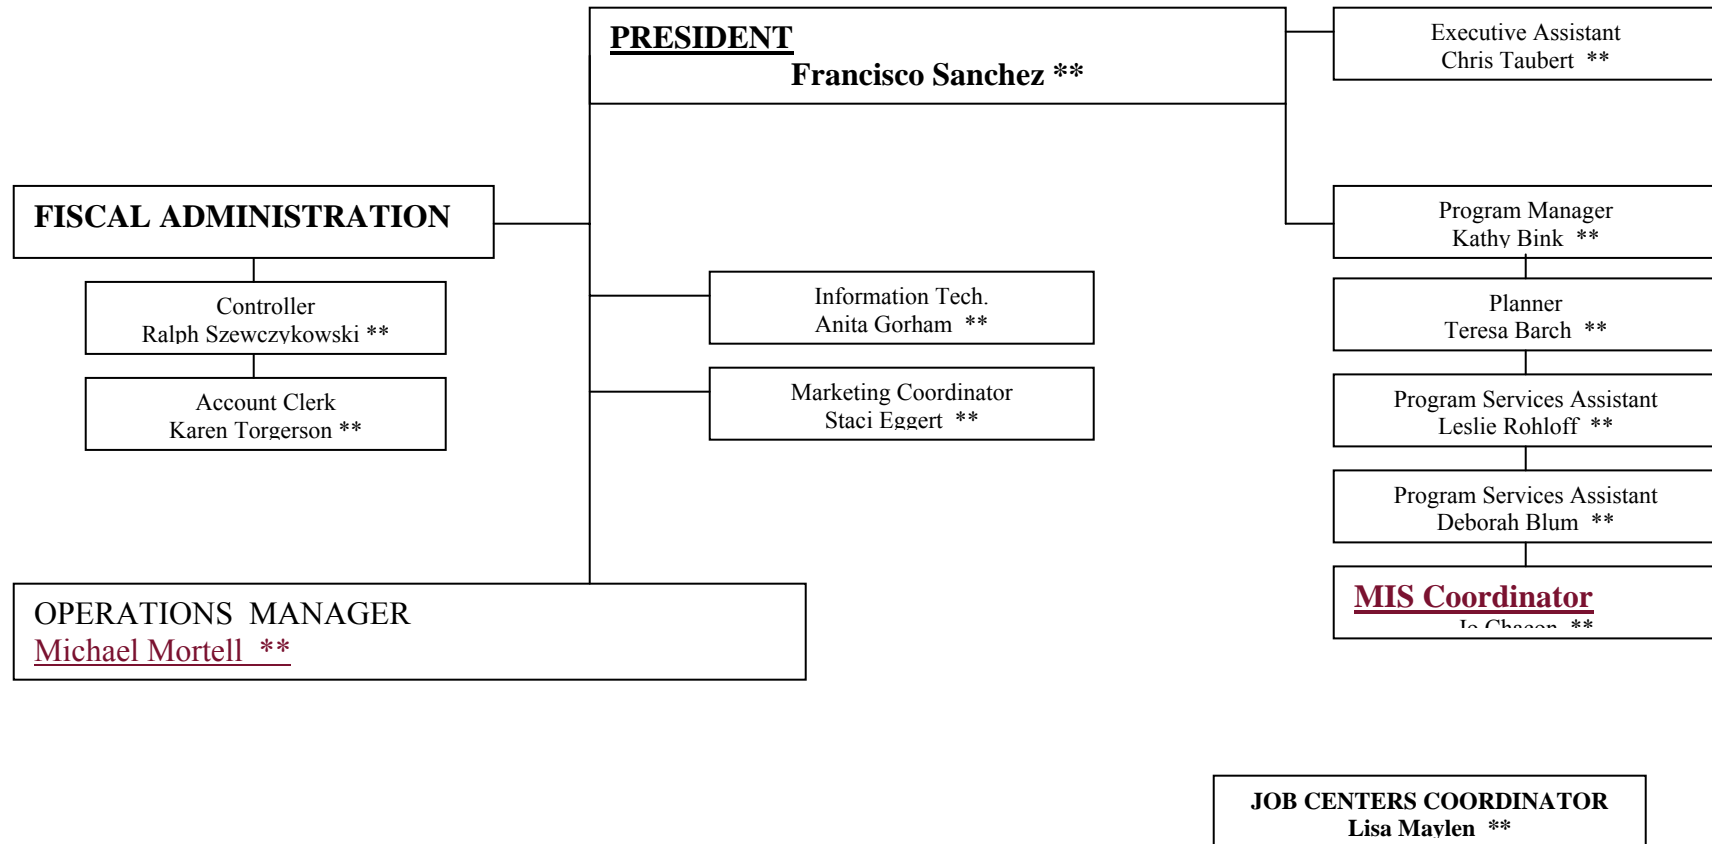 PRESIDENT
Francisco Sanchez **
Executive Assistant
Chris Taubert **
FISCAL ADMINISTRATION
Program Manager
Kathy Bink **
Controller
Ralph Szewczykowski **
Information Tech.
Anita Gorham **
Planner
Teresa Barch **
Account Clerk
Karen Torgerson **
Marketing Coordinator
Staci Eggert **
Program Services Assistant
Leslie Rohloff **
Program Services Assistant
Deborah Blum **
OPERATIONS MANAGER
Michael Mortell **
MIS Coordinator
Jo Chacon **
JOB CENTERS COORDINATOR
Lisa Maylen **